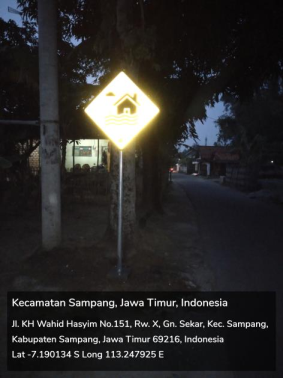 Kecamatan Sampang, Jawa Timur, Indonesia
Jl. KH Wahid Hasyim No.151, Rw. X, Gn. Sekar, Kec. Sampang,
Kabupaten Sampang, Jawa Timur 69216, Indonesia
Lat -7.190134 S Long 113.247925 E